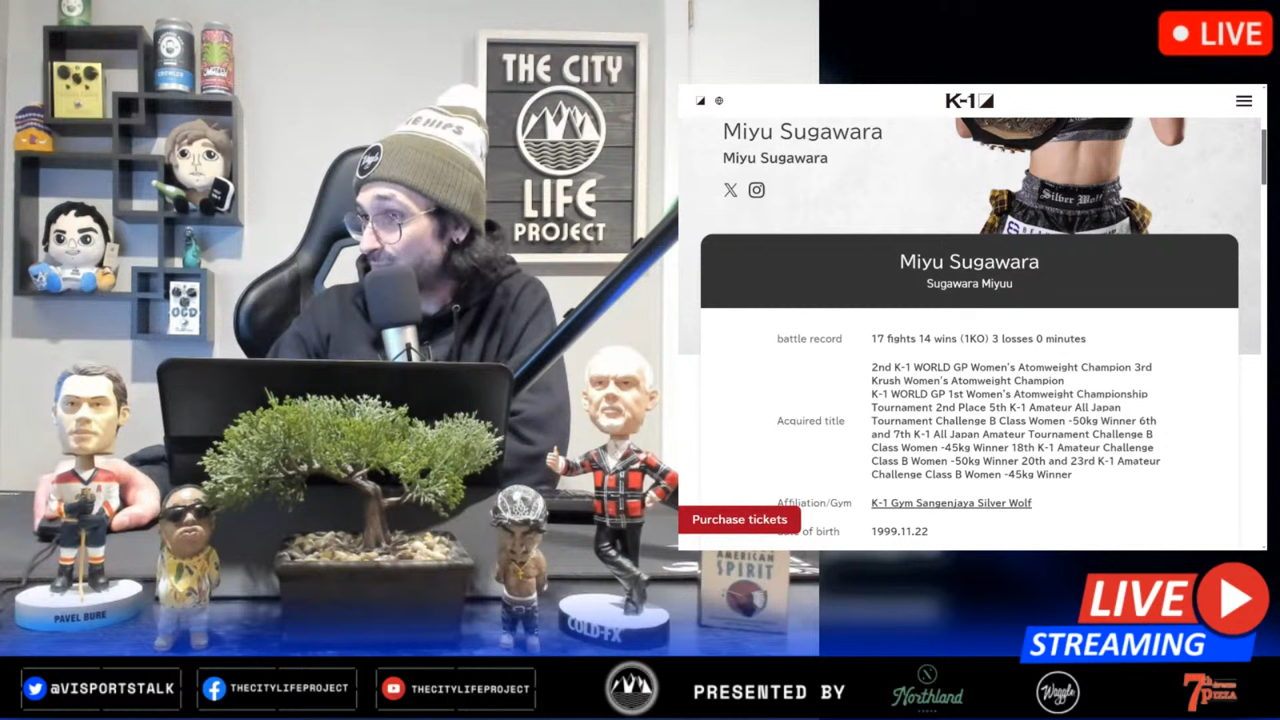 LIVE
THE CITY
LIFE
PROJECT
Waggle
OCD
K-1
Miyu Sugawara
Miyu Sugawara
Silver Wolf
Miyu Sugawara
Sugawara Miyuu
battle record
17 fights 14 wins (1KO) 3 losses 0 minutes
Acquired title
2nd K-1 WORLD GP Women's Atomweight Champion 3rd
Krush Women's Atomweight Champion
K-1 WORLD GP 1st Women's Atomweight Championship
Tournament 2nd Place 5th K-1 Amateur All Japan
Tournament Challenge B Class Women -50kg Winner 6th
and 7th K-1 All Japan Amateur Tournament Challenge B
Class Women -45kg Winner 18th K-1 Amateur Challenge
Class B Women -50kg Winner 20th and 23rd K-1 Amateur
Challenge Class B Women -45kg Winner
Affiliation/Gym
K-1 Gym Sangenjaya Silver Wolf
Purchase tickets
of birth
1999.11.22
AMERICAN
SPIRIT
PAVEL BURE
COLD-FX
LIVE
STREAMING
@VISPORTSTALK
THECITYLIFEPROJECT
THECITYLIFEPROJECT
PRESENTED BY
Northland
Waggle
7th
PIZZA